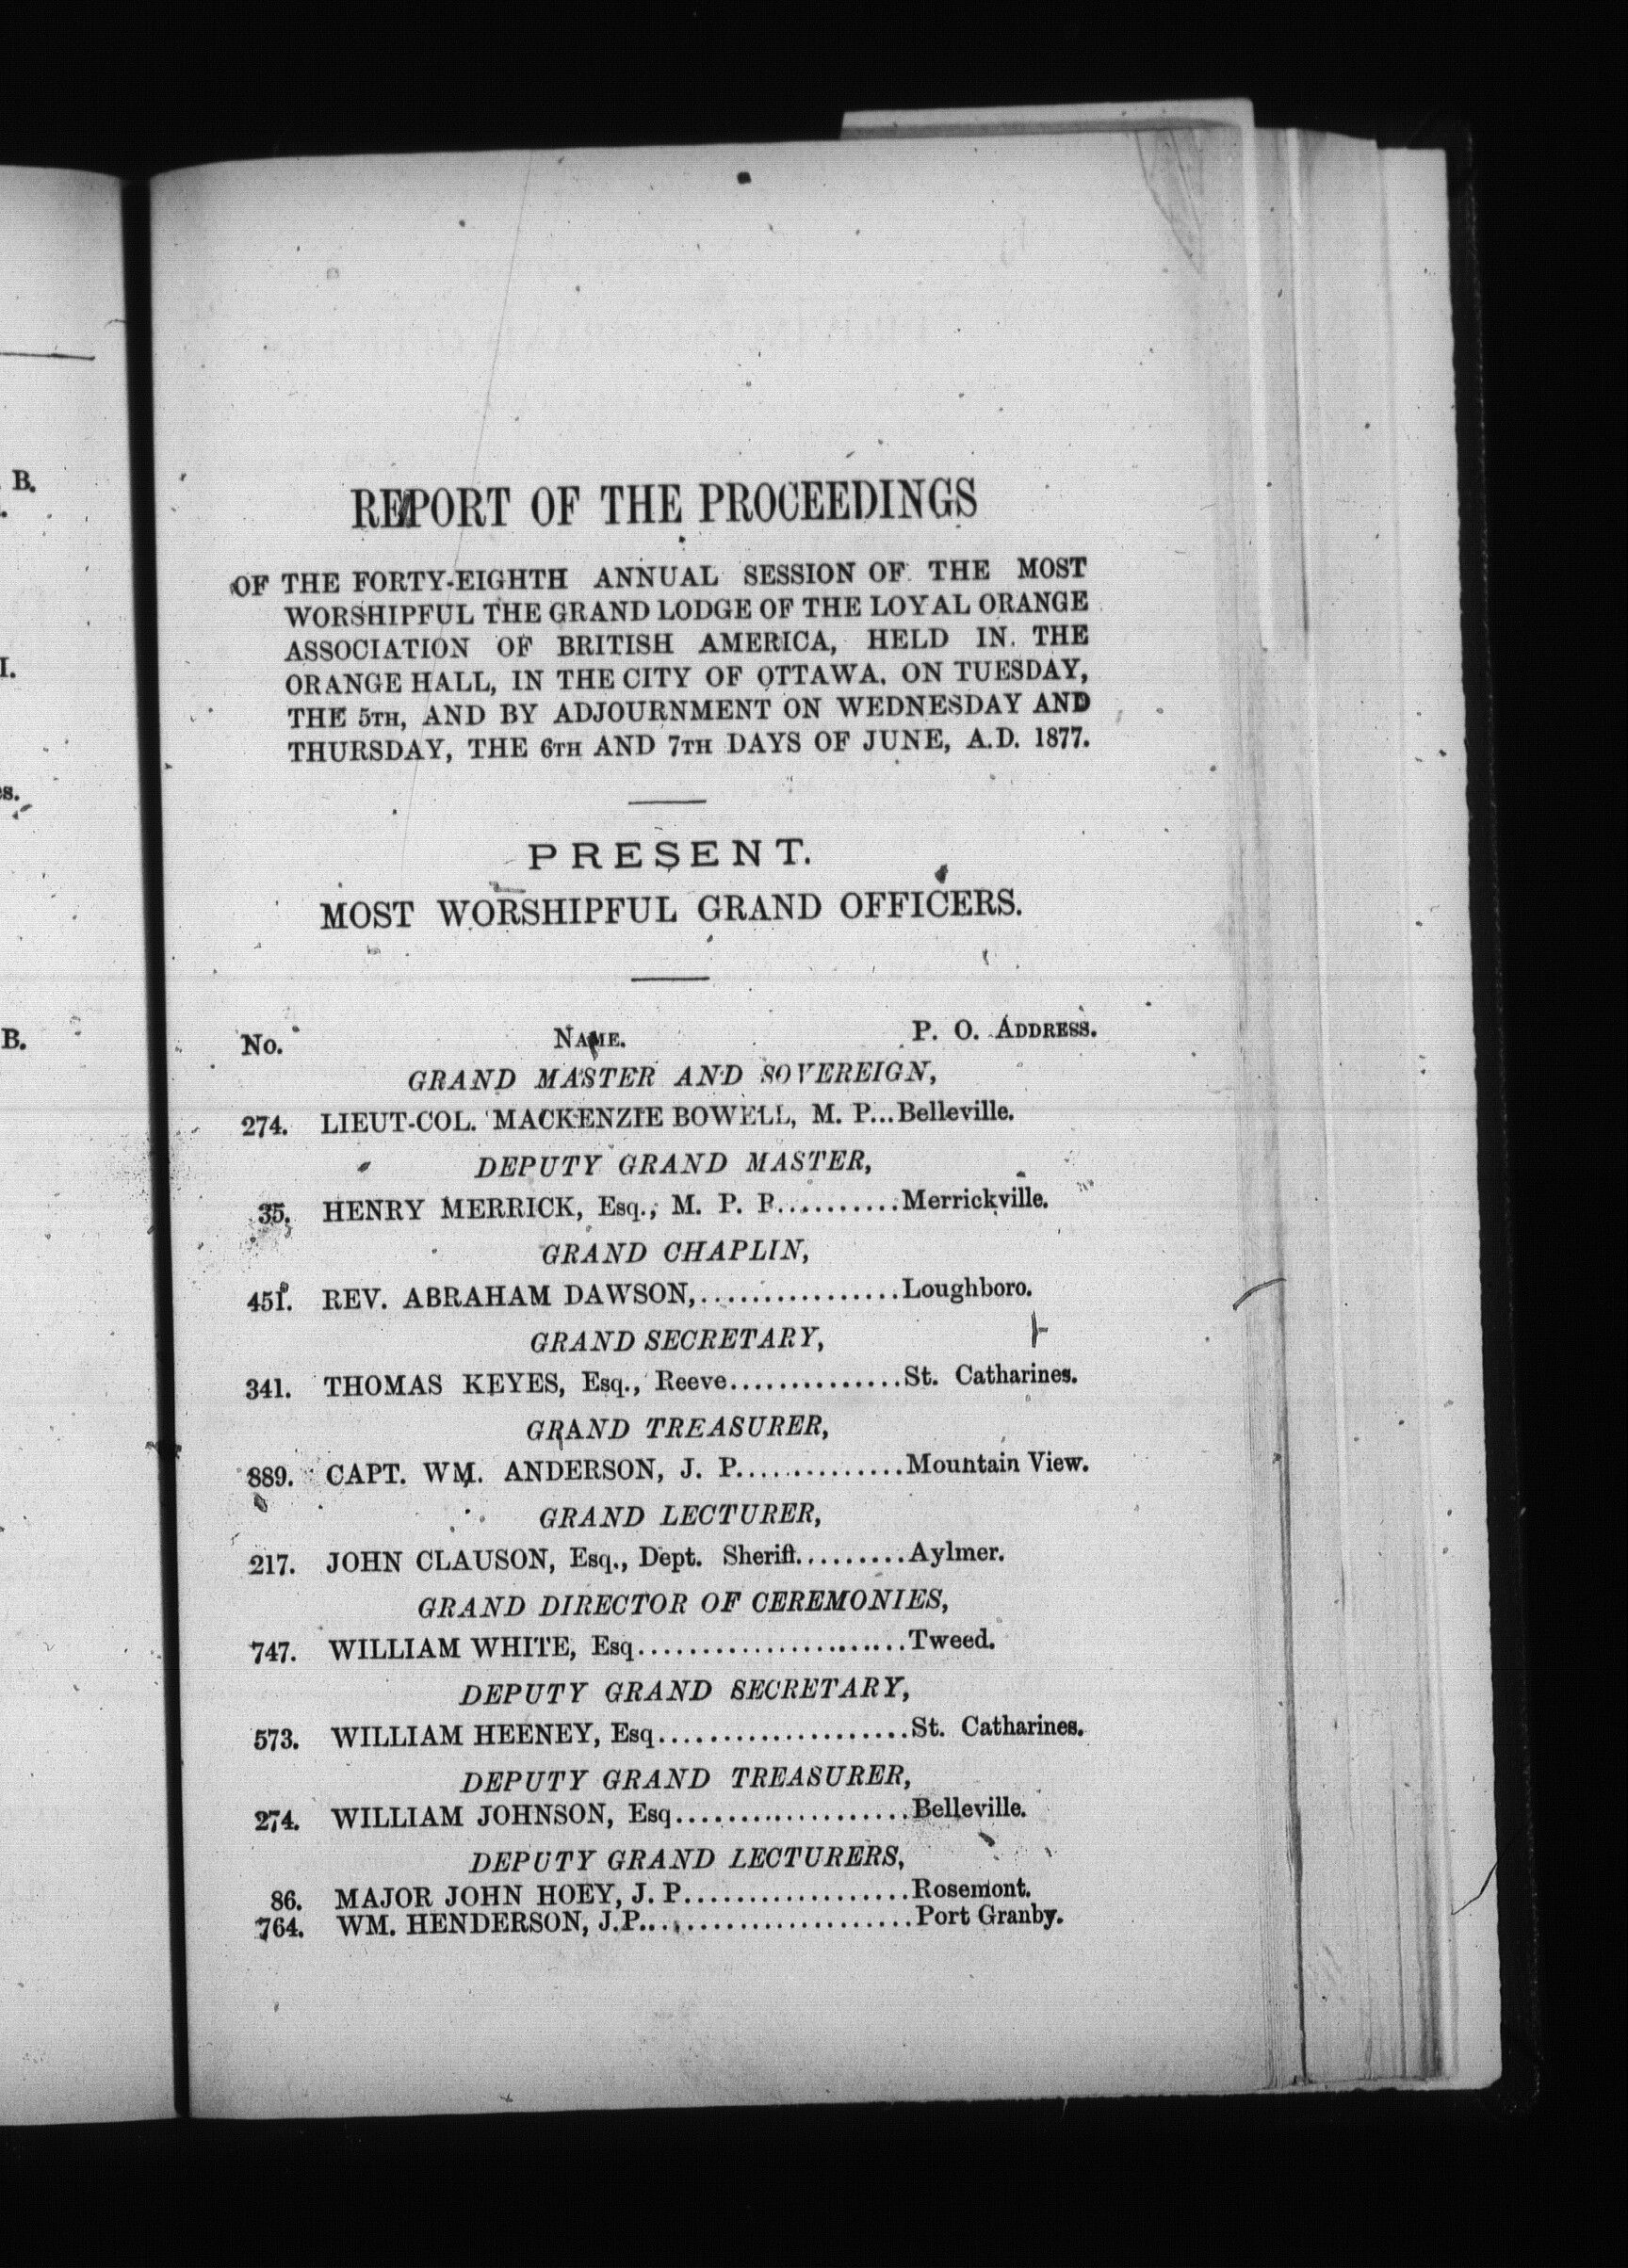 B.
I.
es.
B.
REPORT OF THE PROCEEDINGS
OF THE FORTY-EIGHTH ANNUAL SESSION OF THE MOST
WORSHIPFUL THE GRAND LODGE OF THE LOYAL ORANGE
ASSOCIATION OF BRITISH AMERICA, HELD IN THE
ORANGE HALL, IN THE CITY OF OTTAWA, ON TUESDAY,
THE 5TH, AND BY ADJOURNMENT ON WEDNESDAY AND
THURSDAY, THE 6TH AND 7TH DAYS OF JUNE, A.D. 1877.
PRESENT.
MOST WORSHIPFUL GRAND OFFICERS.
No. NAME. P. O. ADDRESS.
GRAND MASTER AND SOVEREIGN,
274. LIEUT-COL. MACKENZIE BOWELL, M. P...Belleville.
DEPUTY GRAND MASTER,
35. HENRY MERRICK, Esq., M. P. P..........Merrickville.
GRAND CHAPLIN,
451. REV. ABRAHAM DAWSON,................Loughboro.
GRAND SECRETARY,
341. THOMAS KEYES, Esq., Reeve..............St. Catharines.
GRAND TREASURER,
889. CAPT. WM. ANDERSON, J. P..............Mountain View.
GRAND LECTURER,
217. JOHN CLAUSON, Esq., Dept. Sheriff.........Aylmer.
GRAND DIRECTOR OF CEREMONIES,
747. WILLIAM WHITE, Esq......................Tweed.
DEPUTY GRAND SECRETARY,
573. WILLIAM HEENEY, Esq....................St. Catharines.
DEPUTY GRAND TREASURER,
274. WILLIAM JOHNSON, Esq...................Belleville.
DEPUTY GRAND LECTURERS,
86. MAJOR JOHN HOEY, J. P..................Rosemont.
764. WM. HENDERSON, J.P......................Port Granby.